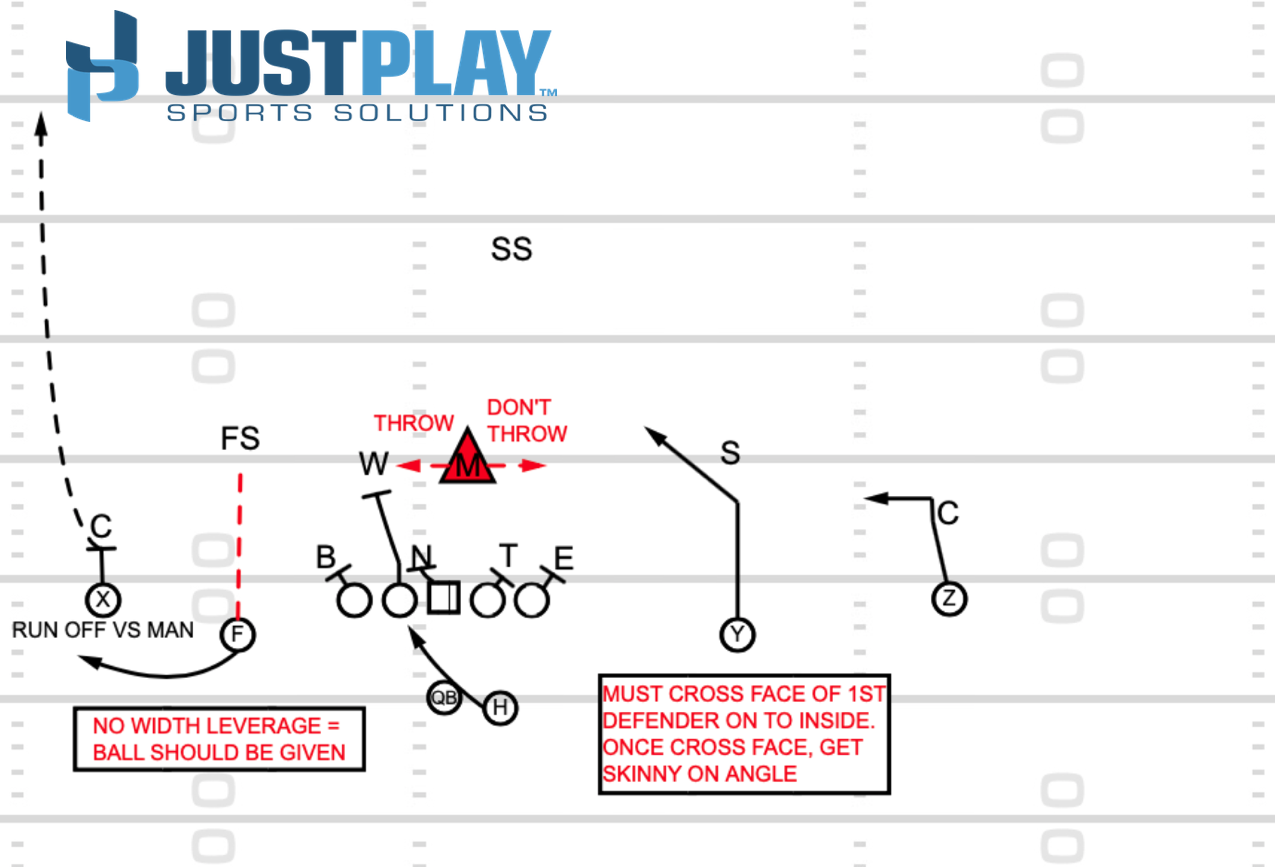 JUSTPLAY™
SPORTS SOLUTIONS
SS
THROW
DON'T
THROW
FS
W
M
S
C
C
B
N
T
E
X
F
Y
Z
RUN OFF VS MAN
QB
H
NO WIDTH LEVERAGE =
BALL SHOULD BE GIVEN
MUST CROSS FACE OF 1ST
DEFENDER ON TO INSIDE.
ONCE CROSS FACE, GET
SKINNY ON ANGLE